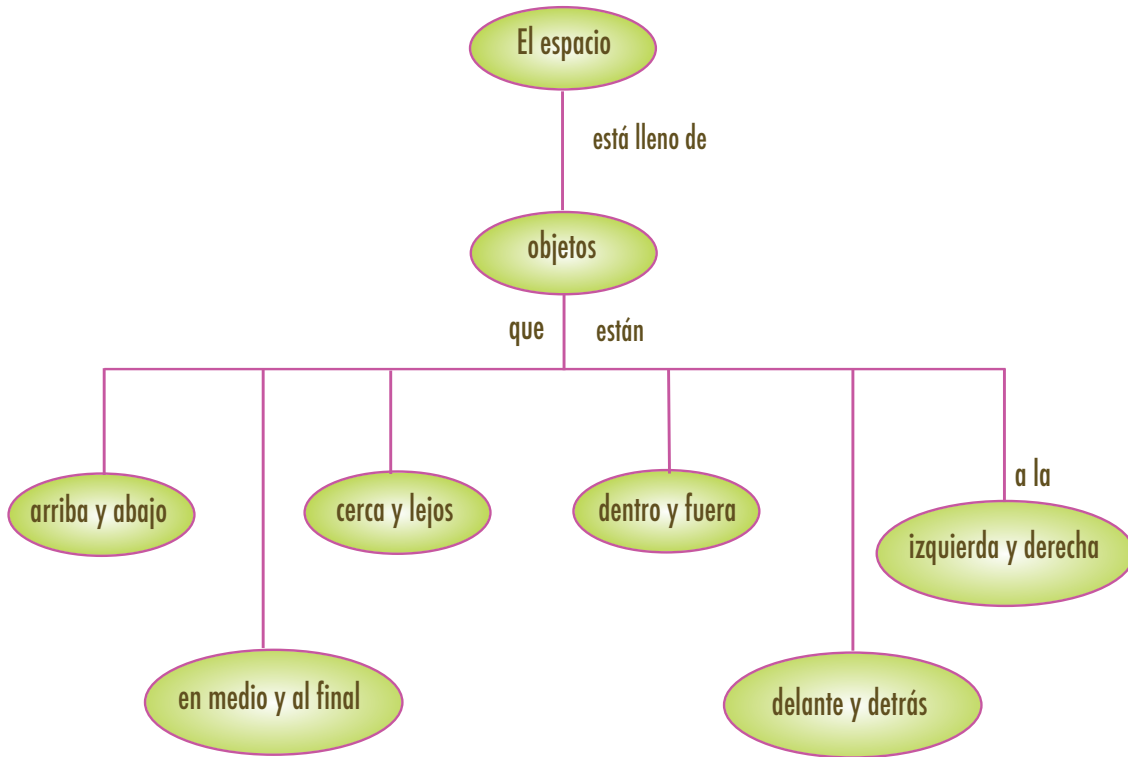 El espacio
está lleno de
objetos
que están
arriba y abajo
cerca y lejos
dentro y fuera
a la
izquierda y derecha
en medio y al final
delante y detrás